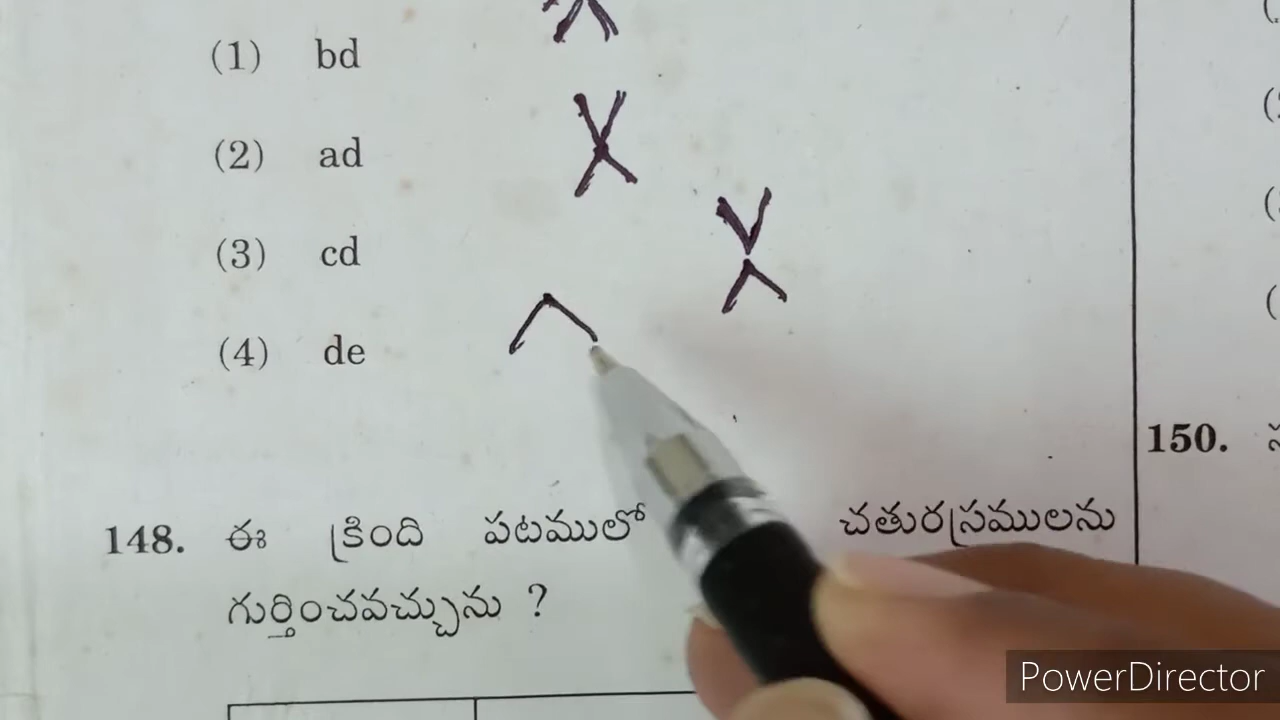 (1) bd
(2) ad
(3) cd
(4) de
148. ఈ క్రింది పటములో చతురస్రములను
గుర్తించవచ్చును ?
150.
PowerDirector